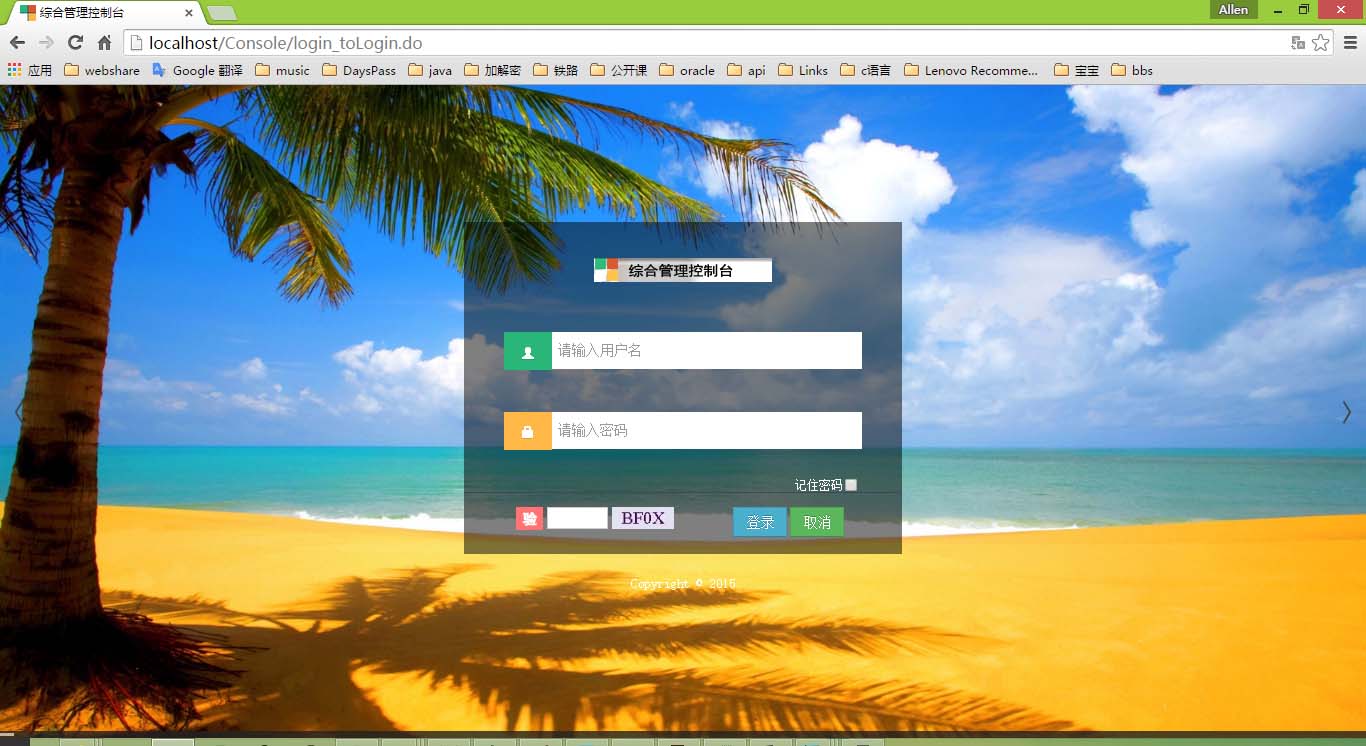 综合管理控制台
Allen
localhost/Console/login_toLogin.do
应用 webshare Google 翻译 music DaysPass java 加解密 铁路 公开课 oracle api Links c语言 Lenovo Recomme... 宝宝 bbs
综合管理控制台
请输入用户名
请输入密码
记住密码
验 BF0X 登录 取消
Copyright © 2015